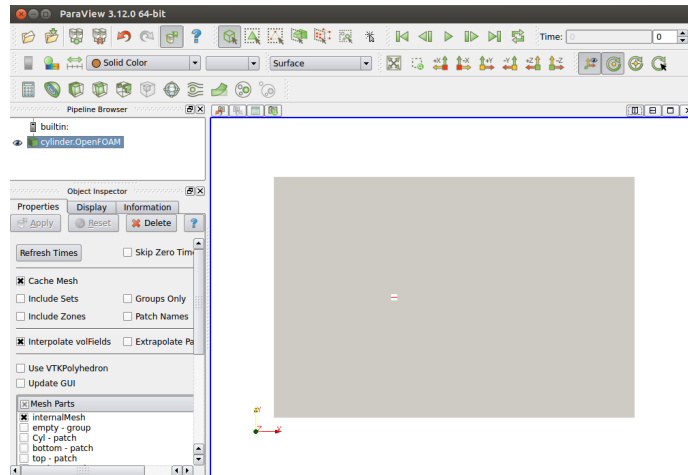 ParaView 3.12.0 64-bit
Time: 0 0
Solid Color Surface
+X -X +Y -Y +Z -Z
Pipeline Browser
builtin:
cylinder.OpenFOAM
Object Inspector
Properties Display Information
Apply Reset Delete ?
Refresh Times Skip Zero Tim
Cache Mesh
Include Sets Groups Only
Include Zones Patch Names
Interpolate volFields Extrapolate Pa
Use VTKPolyhedron
Update GUI
Mesh Parts
internalMesh
empty - group
Cyl - patch
bottom - patch
top - patch
Y
Z X